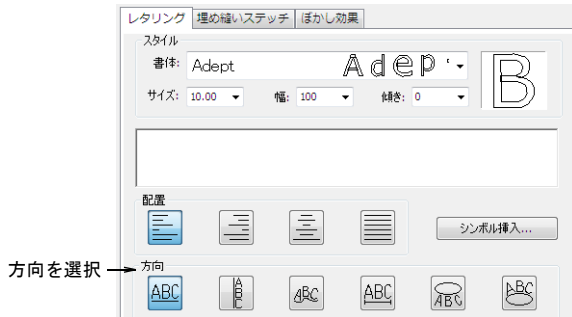 レタリング 埋め縫いステッチ ぼかし効果
スタイル
書体: Adept Adep
サイズ: 10.00 幅: 100 傾き: 0
B
配置
シンボル挿入...
方向を選択
方向
ABC ABC ABC ABC ABC ABC